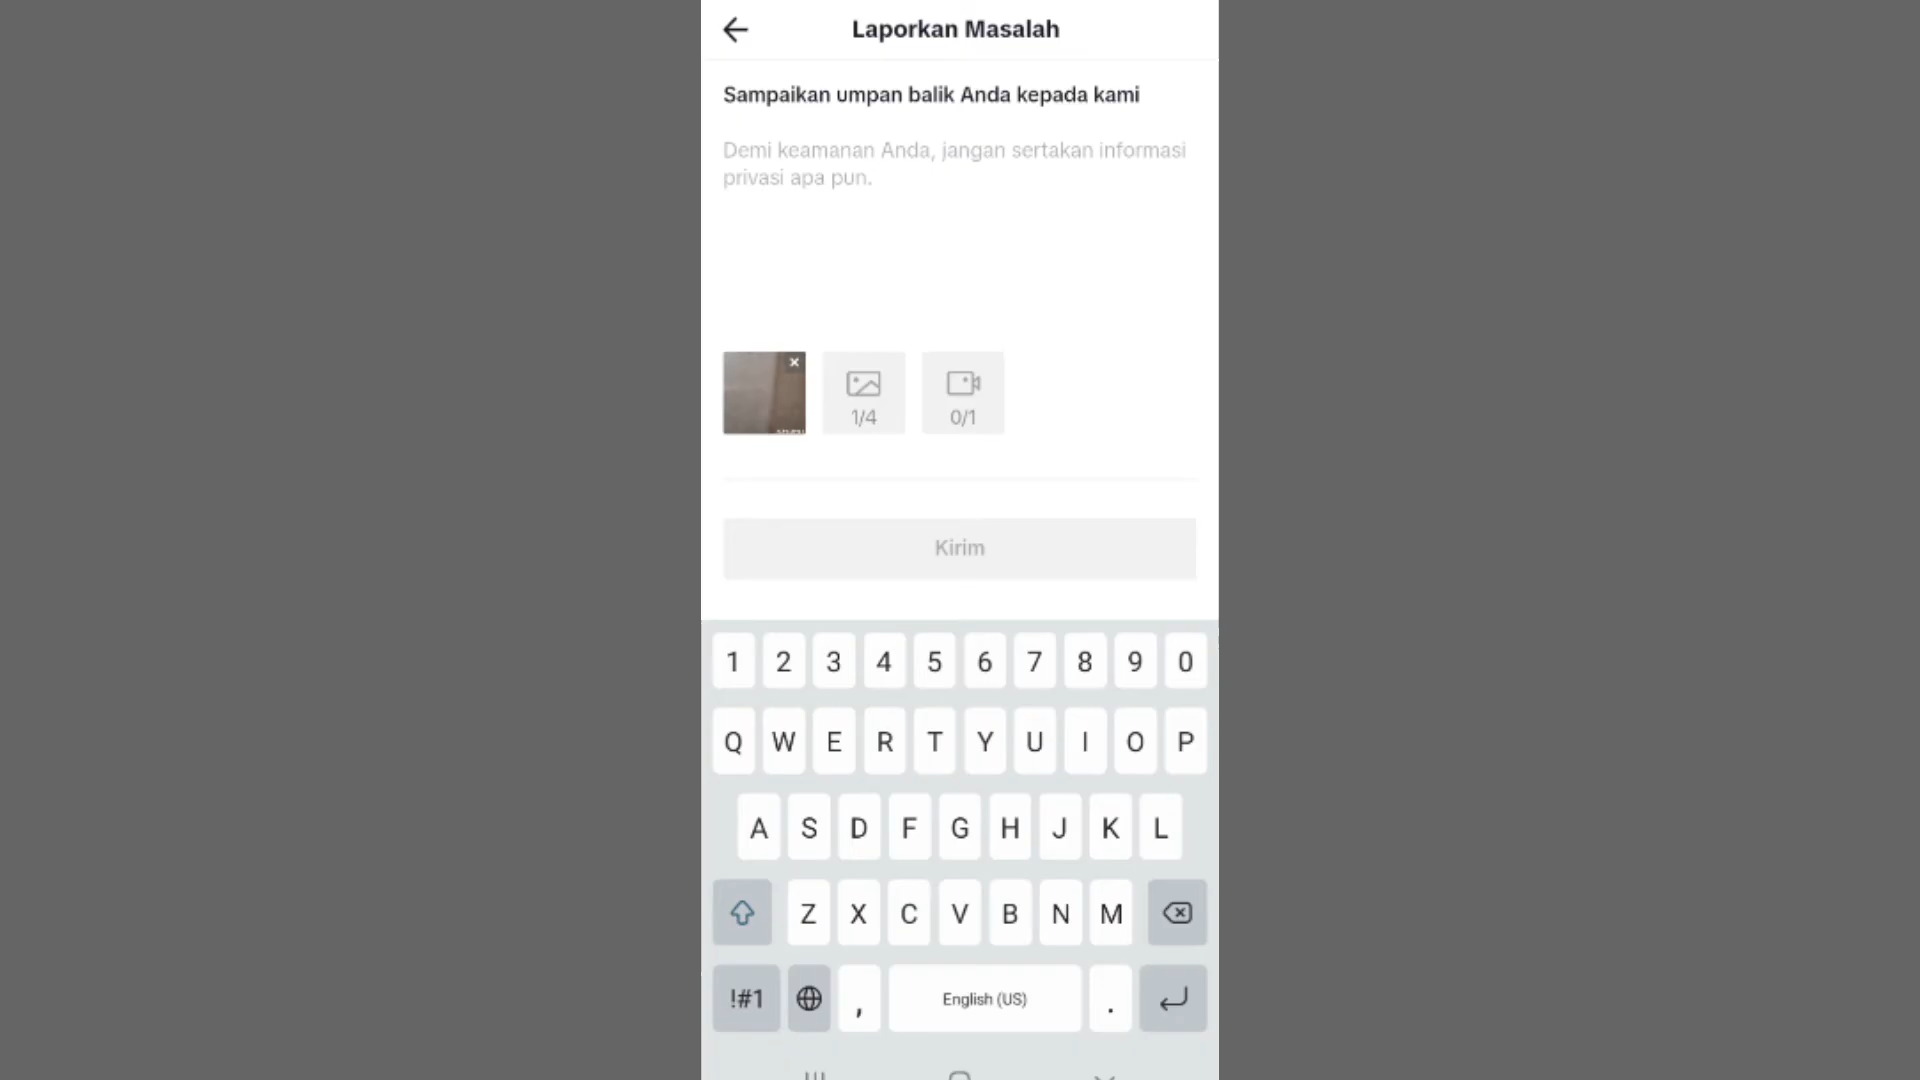 Laporkan Masalah
Sampaikan umpan balik Anda kepada kami
Demi keamanan Anda, jangan sertakan informasi
privasi apa pun.
1/4
0/1
Kirim
1 2 3 4 5 6 7 8 9 0
Q W E R T Y U I O P
A S D F G H J K L
Z X C V B N M
!#1 , English (US) .